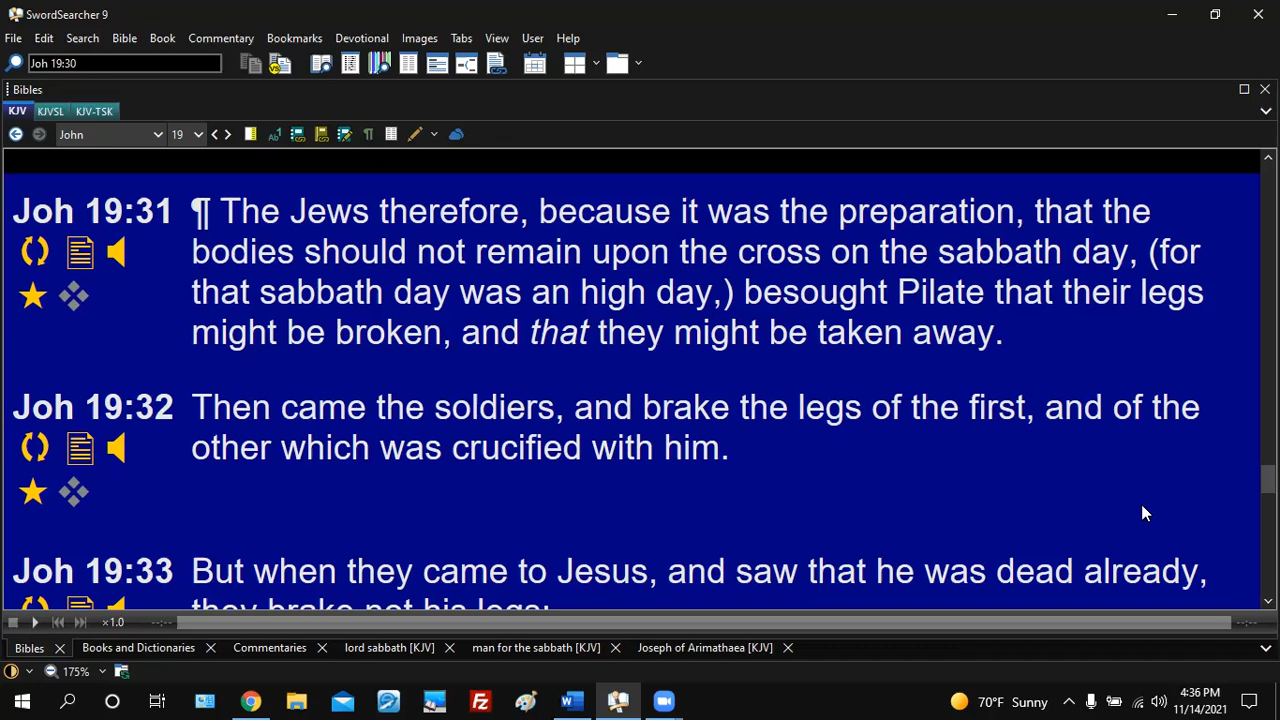 SwordSearcher 9
File Edit Search Bible Book Commentary Bookmarks Devotional Images Tabs View User Help
Joh 19:30
Bibles
KJV KJVSL KJV-TSK
John 19
Joh 19:31 ¶ The Jews therefore, because it was the preparation, that the
bodies should not remain upon the cross on the sabbath day, (for
that sabbath day was an high day,) besought Pilate that their legs
might be broken, and that they might be taken away.
Joh 19:32 Then came the soldiers, and brake the legs of the first, and of the
other which was crucified with him.
Joh 19:33 But when they came to Jesus, and saw that he was dead already,
they brake not his legs:
×1.0 --:-- --:--
Bibles Books and Dictionaries Commentaries lord sabbath [KJV] man for the sabbath [KJV] Joseph of Arimathaea [KJV]
175%
70°F Sunny 4:36 PM
11/14/2021